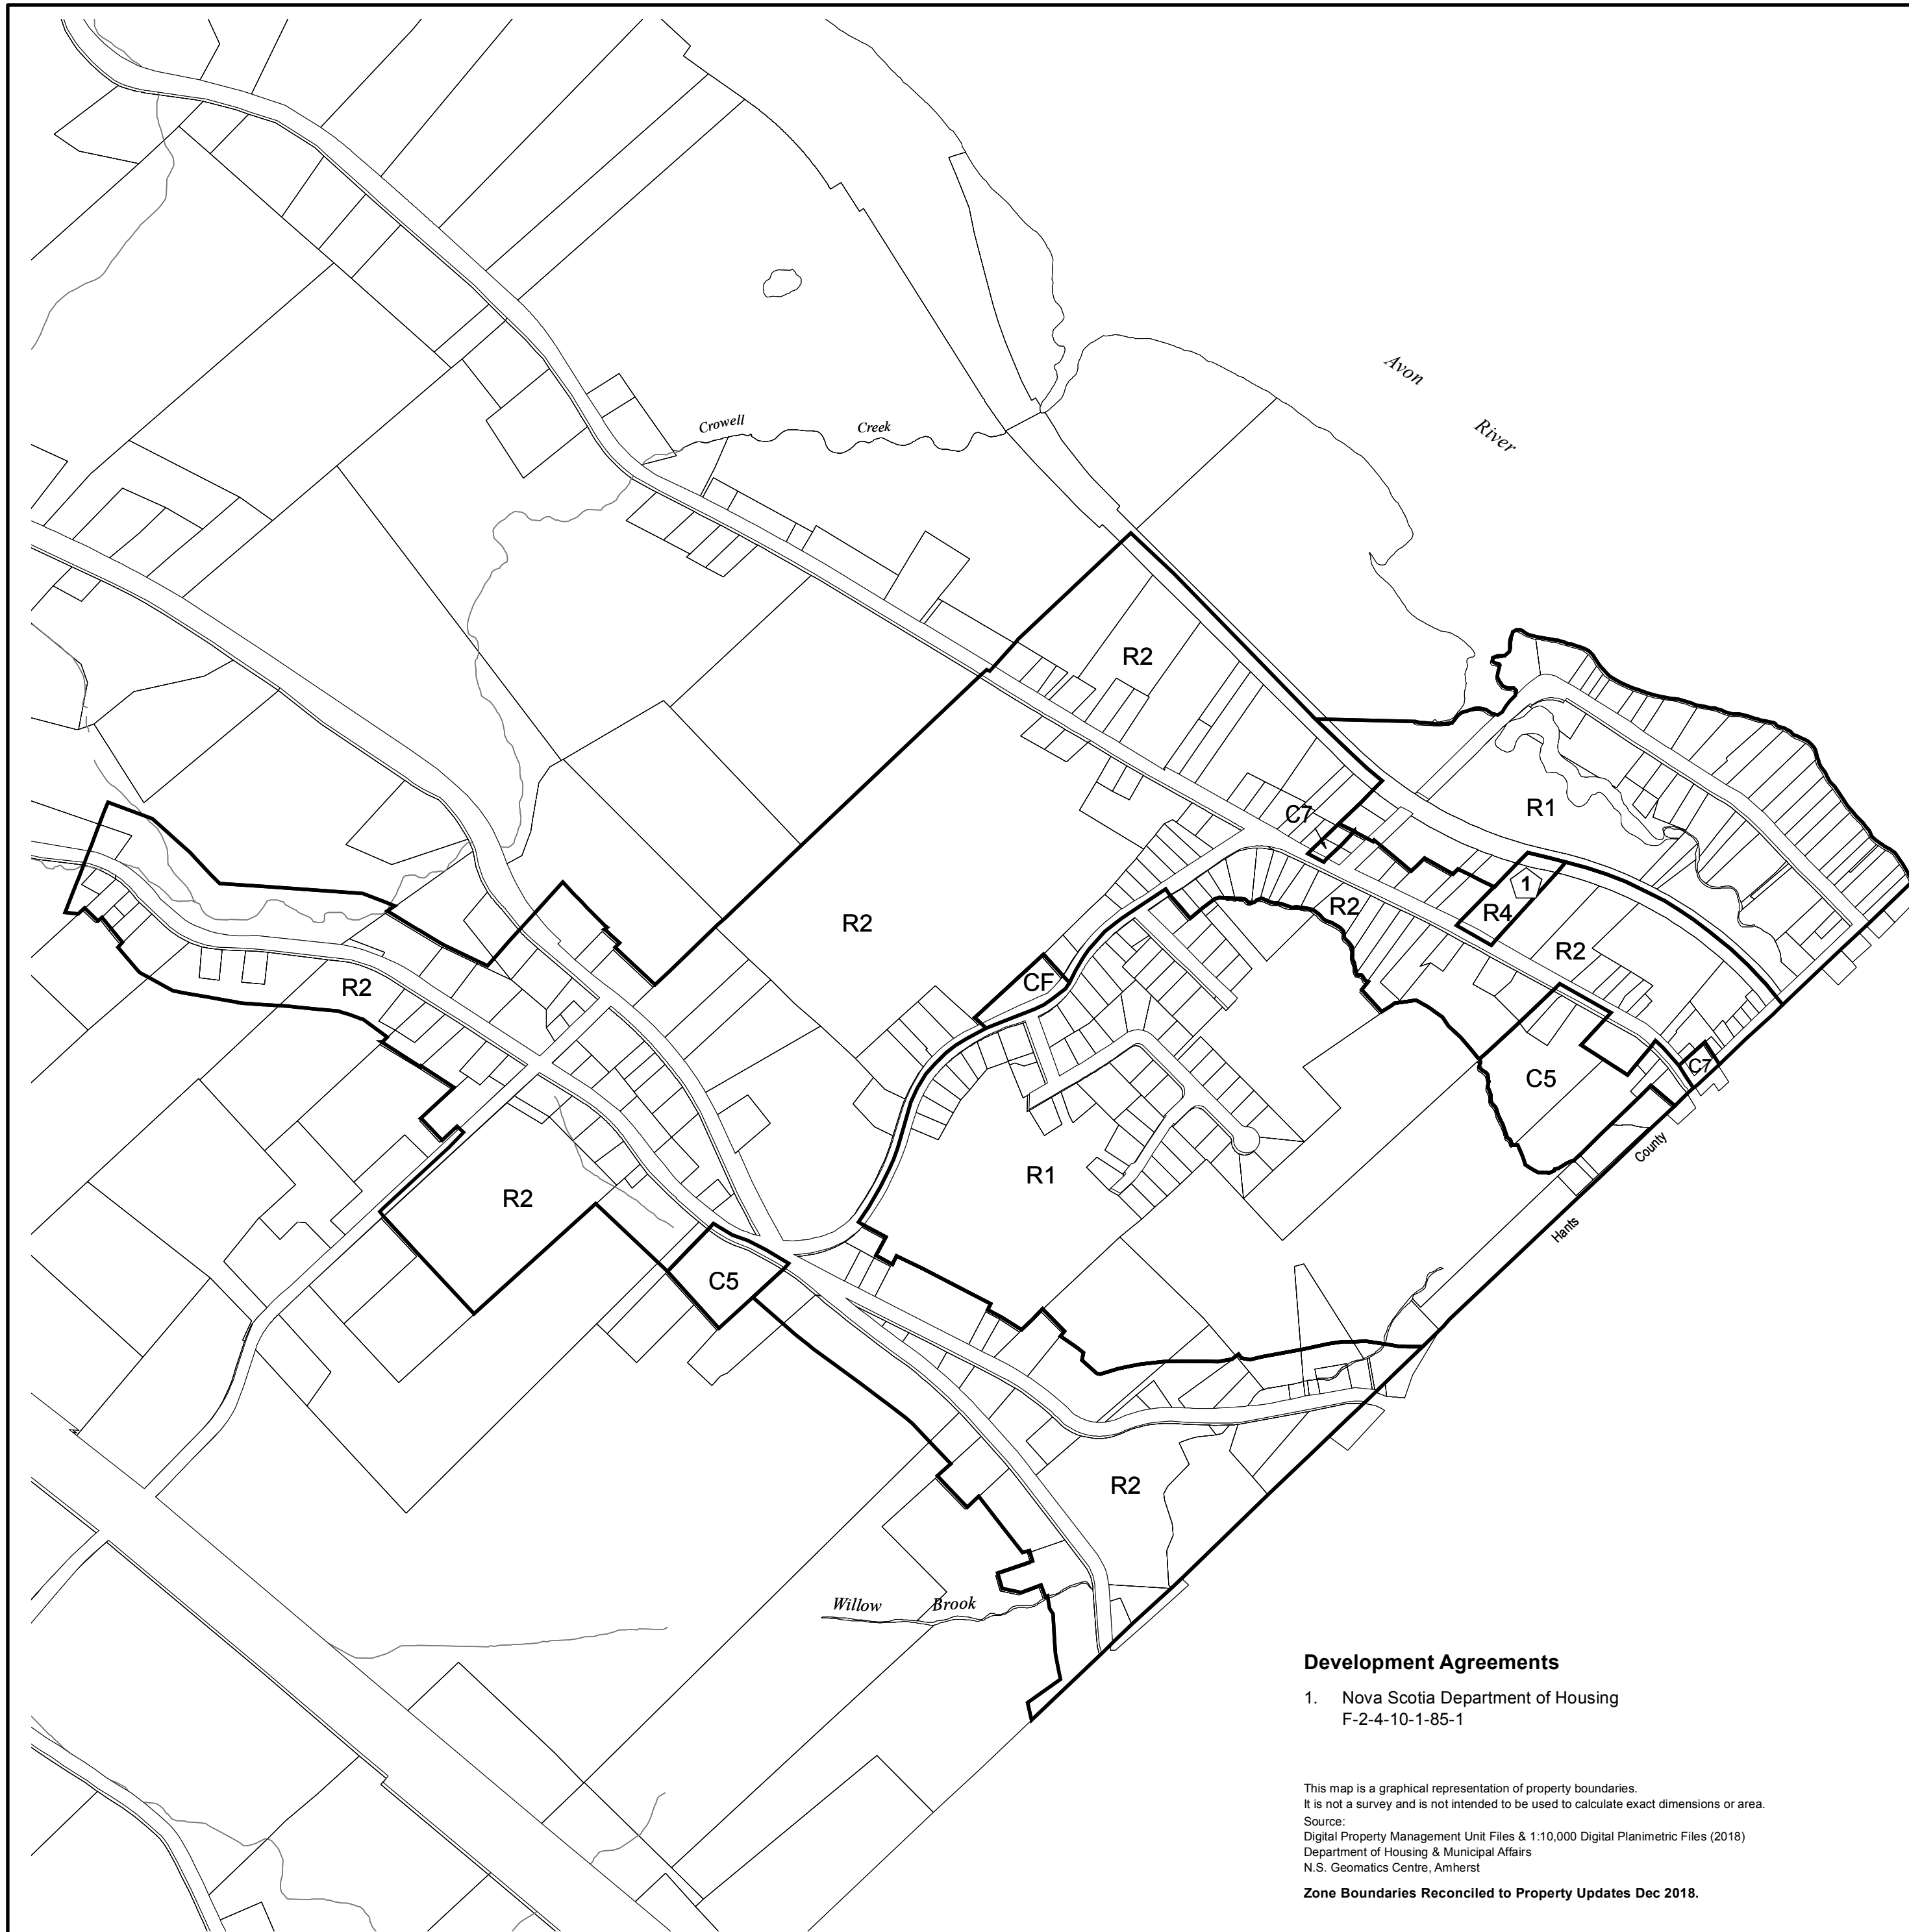 Avon
River
Crowell Creek
R2
C7
R1
1
R4
R2
R2
R2
CF
R2
C5
C7
County
R1
R2
Hants
C5
R2
Willow Brook
Development Agreements
1. Nova Scotia Department of Housing
F-2-4-10-1-85-1
This map is a graphical representation of property boundaries.
It is not a survey and is not intended to be used to calculate exact dimensions or area.
Source:
Digital Property Management Unit Files & 1:10,000 Digital Planimetric Files (2018)
Department of Housing & Municipal Affairs
N.S. Geomatics Centre, Amherst
Zone Boundaries Reconciled to Property Updates Dec 2018.